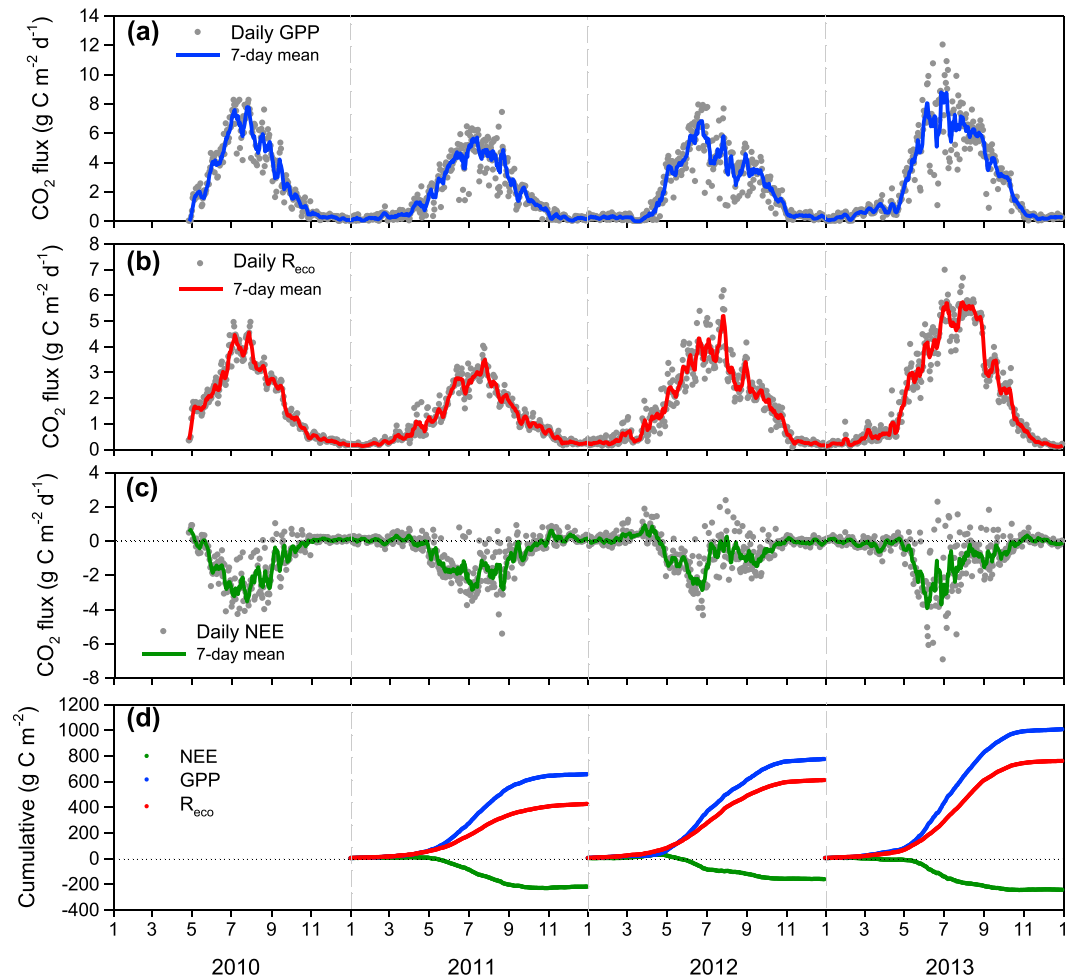 (a)
Daily GPP
7-day mean
CO2 flux (g C m-2 d-1)
14
12
10
8
6
4
2
0
(b)
Daily Reco
7-day mean
CO2 flux (g C m-2 d-1)
8
7
6
5
4
3
2
1
0
(c)
Daily NEE
7-day mean
CO2 flux (g C m-2 d-1)
4
2
0
-2
-4
-6
-8
(d)
NEE
GPP
Reco
Cumulative (g C m-2)
1200
1000
800
600
400
200
0
-200
-400
1 3 5 7 9 11 1 3 5 7 9 11 1 3 5 7 9 11 1 3 5 7 9 11 1
2010 2011 2012 2013